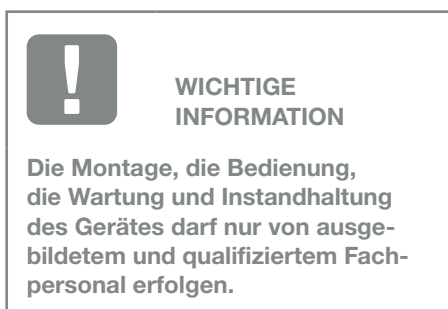 WICHTIGE
INFORMATION
Die Montage, die Bedienung,
die Wartung und Instandhaltung
des Gerätes darf nur von ausge-
bildetem und qualifiziertem Fach-
personal erfolgen.